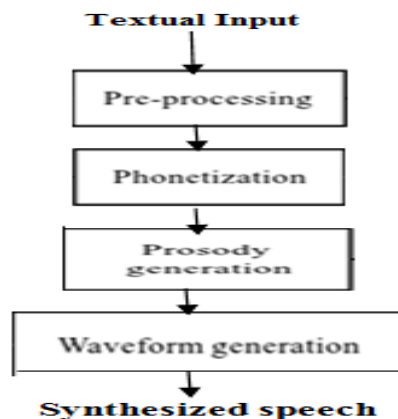 Textual Input
Pre-processing
Phonetization
Prosody
generation
Waveform generation
Synthesized speech